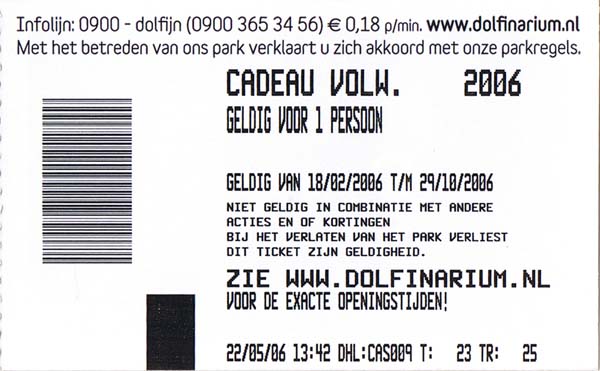 Infolijn: 0900 - dolfijn (0900 365 34 56) € 0,18 p/min. www.dolfinarium.nl
Met het betreden van ons park verklaart u zich akkoord met onze parkregels.
CADEAU VOLW. 2006
GELDIG VOOR 1 PERSOON
GELDIG VAN 18/02/2006 T/M 29/10/2006
NIET GELDIG IN COMBINATIE MET ANDERE
ACTIES EN OF KORTINGEN
BIJ HET VERLATEN VAN HET PARK VERLIEST
DIT TICKET ZIJN GELDIGHEID.
ZIE WWW.DOLFINARIUM.NL
VOOR DE EXACTE OPENINGSTIJDEN!
22/05/06 13:42 DHL:CAS009 T: 23 TR: 25